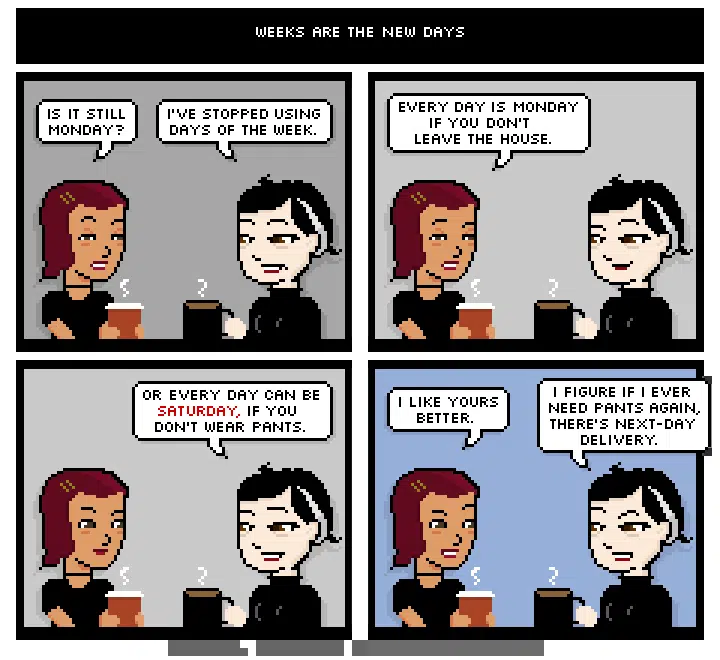 WEEKS ARE THE NEW DAYS
IS IT STILL
MONDAY?
I'VE STOPPED USING
DAYS OF THE WEEK.
EVERY DAY IS MONDAY
IF YOU DON'T
LEAVE THE HOUSE.
OR EVERY DAY CAN BE
SATURDAY, IF YOU
DON'T WEAR PANTS.
I LIKE YOURS
BETTER.
I FIGURE IF I EVER
NEED PANTS AGAIN,
THERE'S NEXT-DAY
DELIVERY.